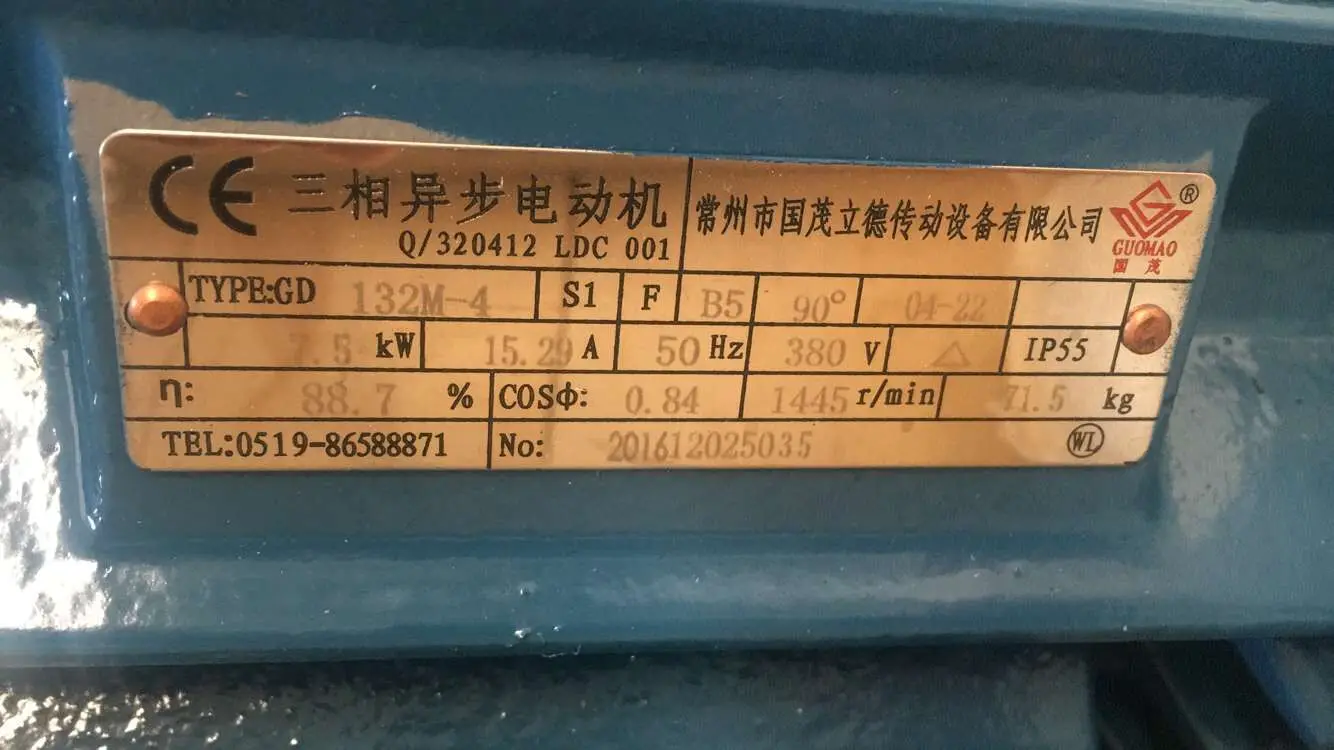 CE 三相异步电动机 常州市国茂立德传动设备有限公司 ®
Q/320412 LDC 001 GUOMAO
国茂
TYPE:GD 132M-4 S1 F B5 90° 04-22
7.5 kW 15.29 A 50 Hz 380 V △ IP55
η: 88.7 % COSΦ: 0.84 1445 r/min 71.5 kg
TEL:0519-86588871 No: 201612025035 WL